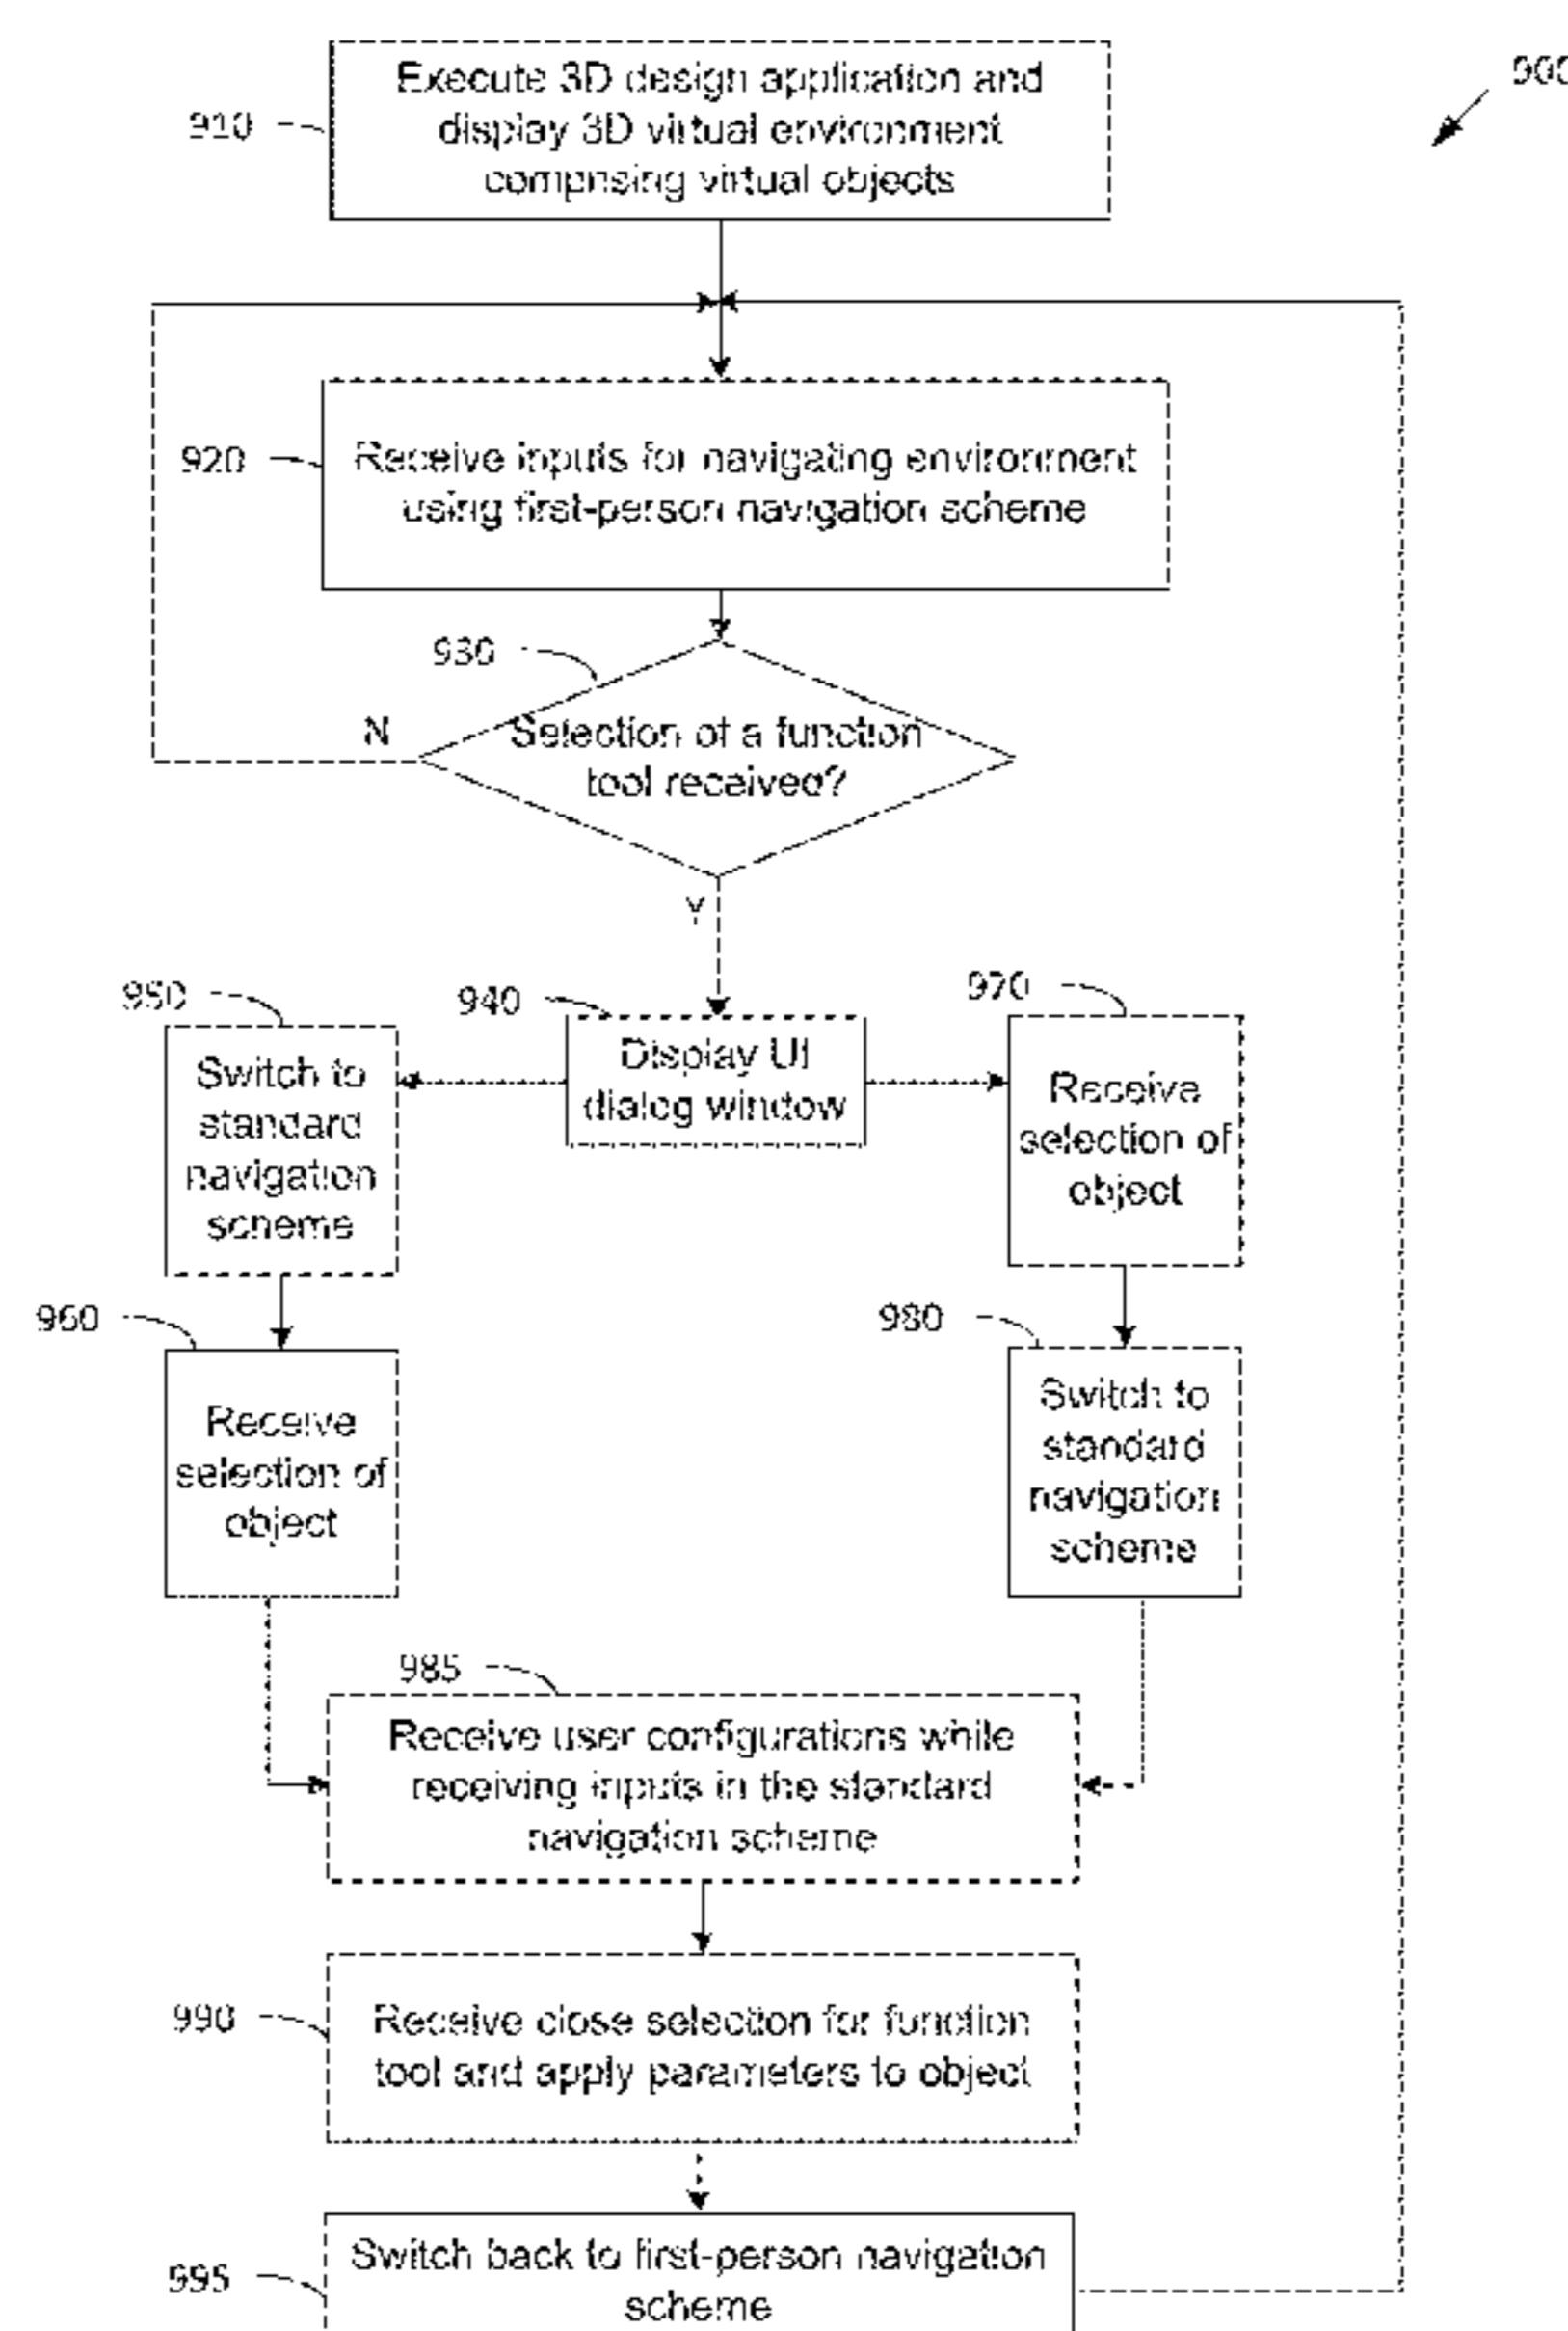 900
910
Execute 3D design application and
display 3D virtual environment
comprising virtual objects
920
Receive inputs for navigating environment
using first-person navigation scheme
930
Selection of a function
tool received?
N
Y
950
Switch to
standard
navigation
scheme
940
Display UI
dialog window
970
Receive
selection of
object
960
Receive
selection of
object
980
Switch to
standard
navigation
scheme
985
Receive user configurations while
receiving inputs in the standard
navigation scheme
990
Receive close selection for function
tool and apply parameters to object
995
Switch back to first-person navigation
scheme